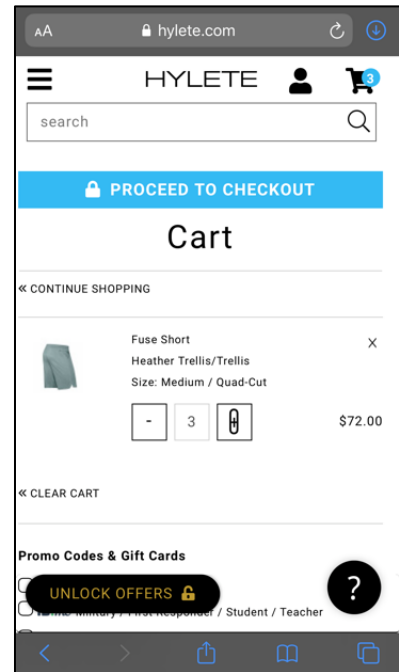 AA
hylete.com
HYLETE
3
search
PROCEED TO CHECKOUT
Cart
« CONTINUE SHOPPING
Fuse Short
X
Heather Trellis/Trellis
Size: Medium / Quad-Cut
- 3 +
$72.00
« CLEAR CART
Promo Codes & Gift Cards
UNLOCK OFFERS
?
Military / First Responder / Student / Teacher